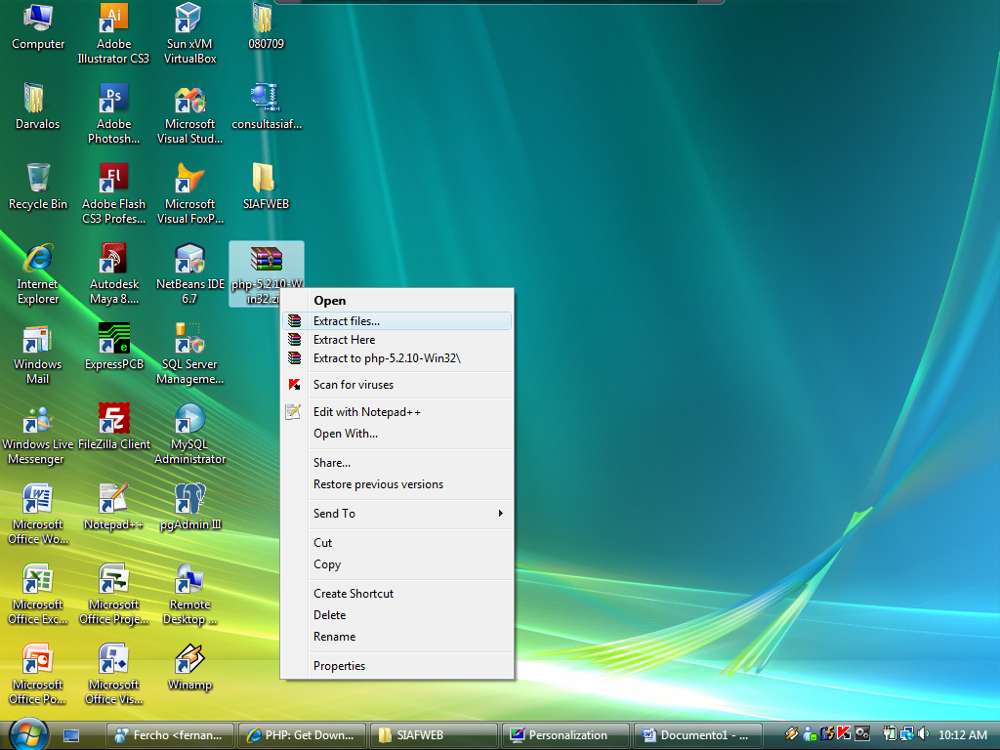 Computer
Adobe
Illustrator CS3
Sun xVM
VirtualBox
080709
Darvalos
Adobe
Photosh...
Microsoft
Visual Stud...
consultasiaf...
Recycle Bin
Adobe Flash
CS3 Profes...
Microsoft
Visual FoxP...
SIAFWEB
Internet
Explorer
Autodesk
Maya 8....
NetBeans IDE
6.7
php-5.2.10-W
in32.zi
Windows
Mail
ExpressPCB
SQL Server
Manageme...
Windows Live
Messenger
FileZilla Client
MySQL
Administrator
Microsoft
Office Wo...
Notepad++
pgAdmin III
Microsoft
Office Exc...
Microsoft
Office Proje...
Remote
Desktop ...
Microsoft
Office Po...
Microsoft
Office Vis...
Winamp
Open
Extract files...
Extract Here
Extract to php-5.2.10-Win32\
Scan for viruses
Edit with Notepad++
Open With...
Share...
Restore previous versions
Send To
Cut
Copy
Create Shortcut
Delete
Rename
Properties
Fercho <fernan...
PHP: Get Down...
SIAFWEB
Personalization
Documento1 - ...
10:12 AM